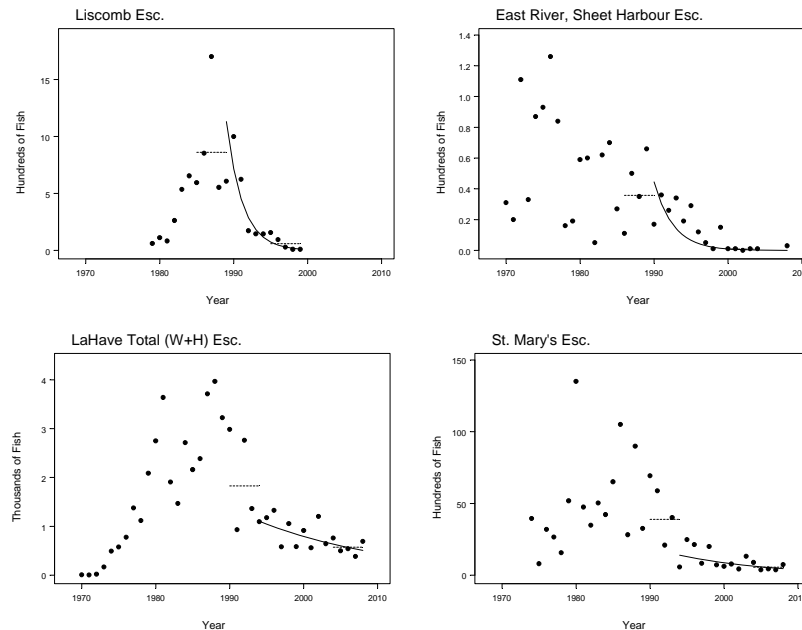 Liscomb Esc.
Hundreds of Fish
15
10
5
0
1970 1980 1990 2000 2010
Year
East River, Sheet Harbour Esc.
Hundreds of Fish
1.4
1.2
1.0
0.8
0.6
0.4
0.2
0.0
1970 1980 1990 2000
Year
LaHave Total (W+H) Esc.
Thousands of Fish
4
3
2
1
0
1970 1980 1990 2000 2010
Year
St. Mary's Esc.
Hundreds of Fish
150
100
50
0
1970 1980 1990 2000
Year